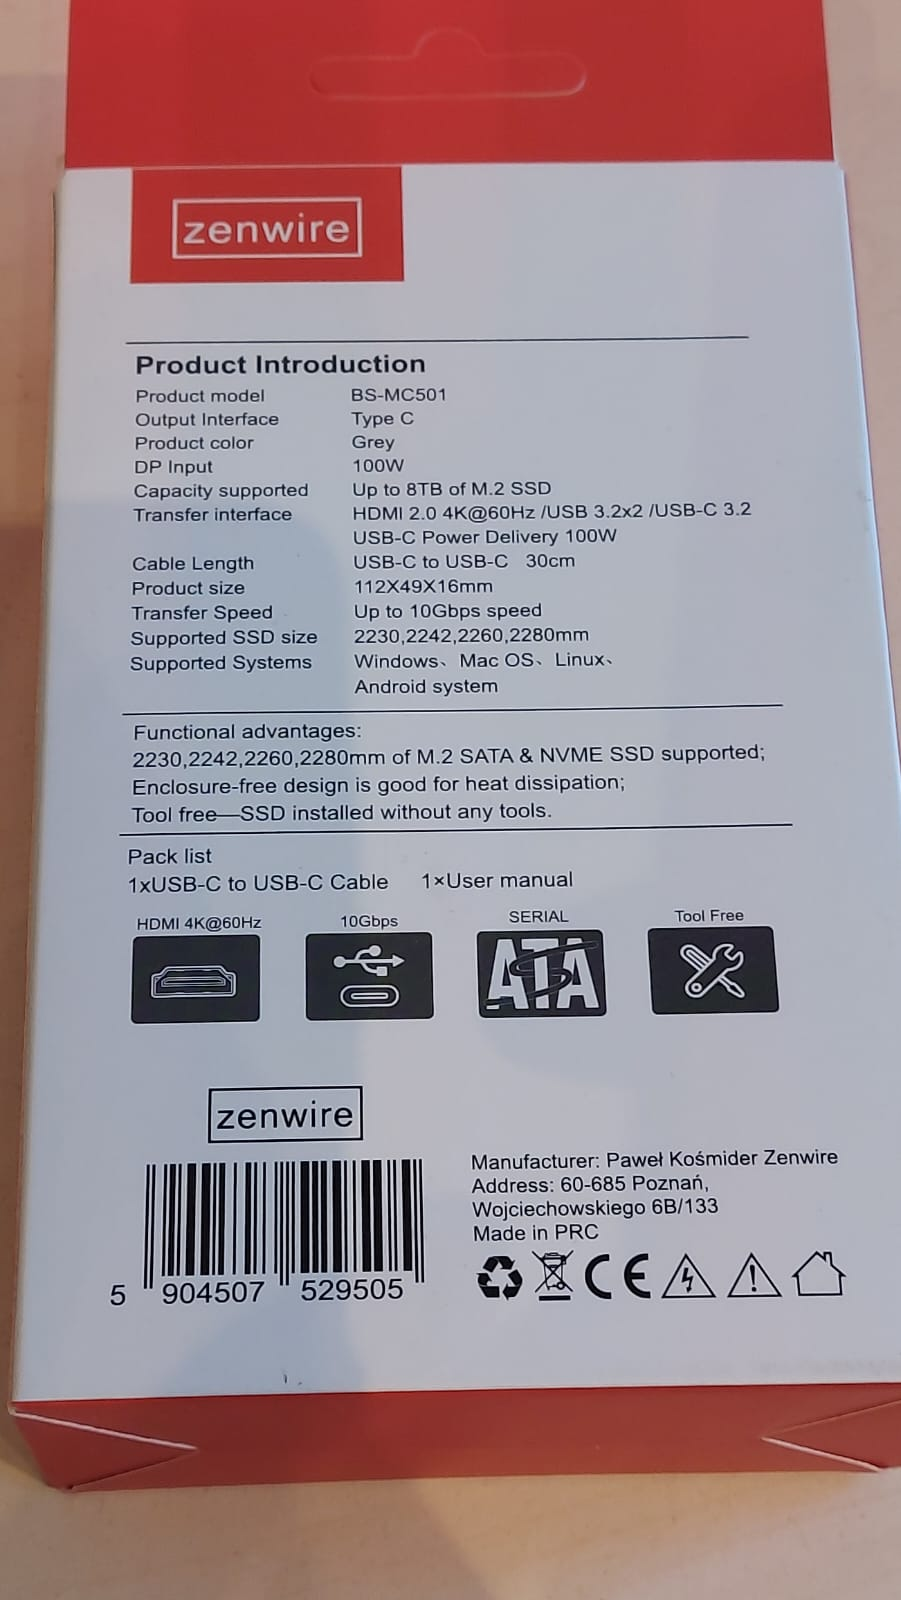 zenwire
Product Introduction
Product model BS-MC501
Output Interface Type C
Product color Grey
DP Input 100W
Capacity supported Up to 8TB of M.2 SSD
Transfer interface HDMI 2.0 4K@60Hz /USB 3.2x2 /USB-C 3.2
USB-C Power Delivery 100W
Cable Length USB-C to USB-C 30cm
Product size 112X49X16mm
Transfer Speed Up to 10Gbps speed
Supported SSD size 2230,2242,2260,2280mm
Supported Systems Windows、Mac OS、Linux、
Android system
Functional advantages:
2230,2242,2260,2280mm of M.2 SATA & NVME SSD supported;
Enclosure-free design is good for heat dissipation;
Tool free—SSD installed without any tools.
Pack list
1xUSB-C to USB-C Cable 1×User manual
HDMI 4K@60Hz 10Gbps SERIAL Tool Free
ATA
zenwire
Manufacturer: Paweł Kośmider Zenwire
Address: 60-685 Poznań,
Wojciechowskiego 6B/133
Made in PRC
CE
5 904507 529505